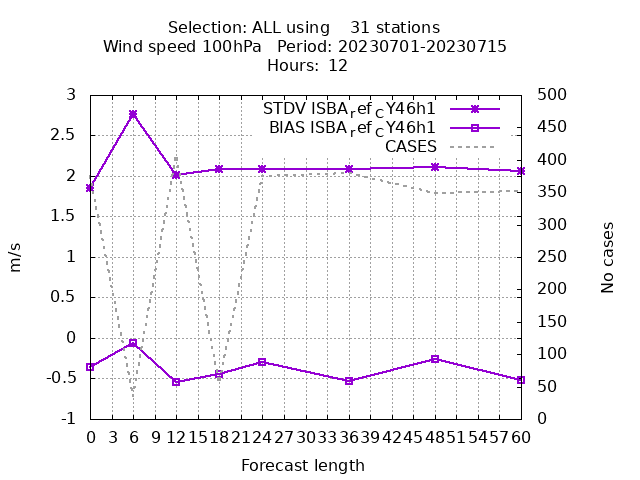 Selection: ALL using 31 stations
Wind speed 100hPa Period: 20230701-20230715
Hours: 12
STDV ISBA_ref_CY46h1
BIAS ISBA_ref_CY46h1
CASES
3
2.5
2
1.5
1
0.5
0
-0.5
-1
500
450
400
350
300
250
200
150
100
50
0
m/s
No cases
0 3 6 9 12 15 18 21 24 27 30 33 36 39 42 45 48 51 54 57 60
Forecast length